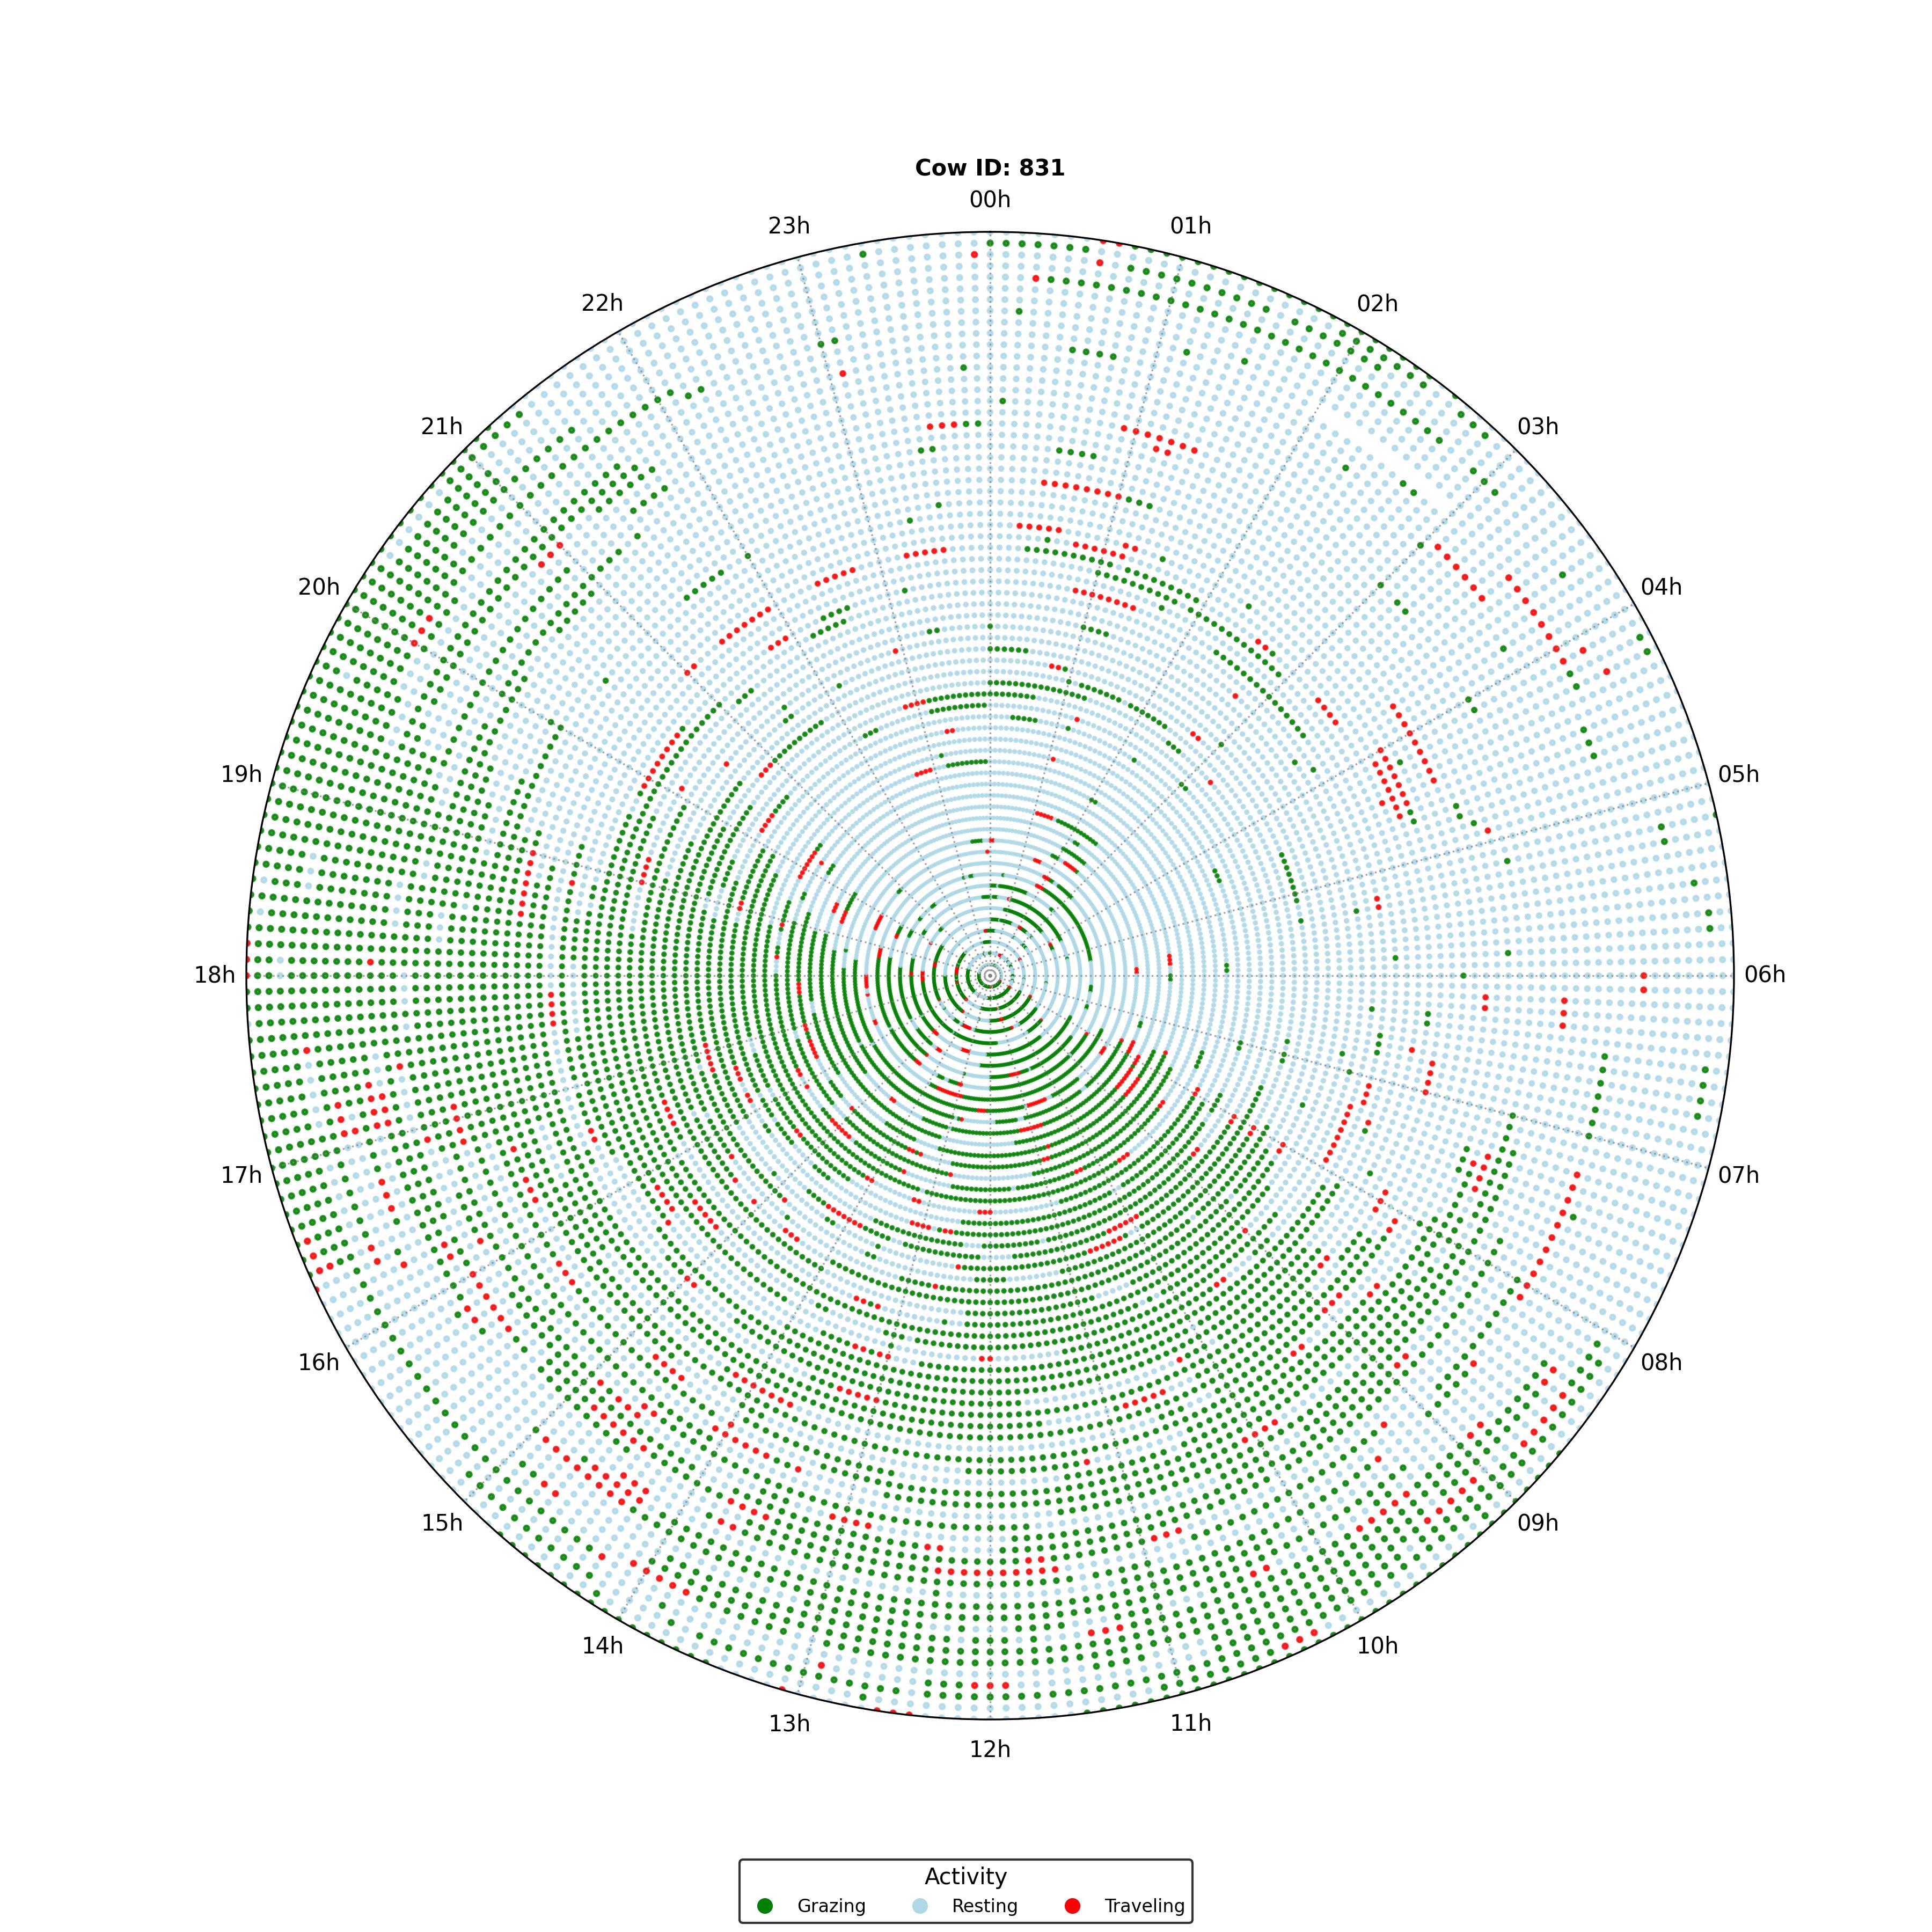 Cow ID: 831
00h
23h
01h
22h
02h
21h
03h
20h
04h
19h
05h
18h
06h
17h
07h
16h
08h
15h
09h
14h
10h
13h
11h
12h
Activity
Grazing
Resting
Traveling